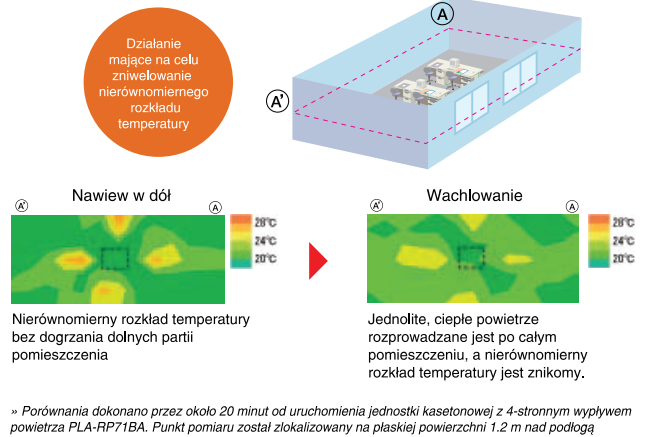 Działanie
mające na celu
zniwelowanie
nierównomiernego
rozkładu
temperatury
A
A'
Nawiew w dół
A'
A
28°C
24°C
20°C
Nierównomierny rozkład temperatury
bez dogrzania dolnych partii
pomieszczenia
Wachlowanie
A'
A
28°C
24°C
20°C
Jednolite, ciepłe powietrze
rozprowadzane jest po całym
pomieszczeniu, a nierównomierny
rozkład temperatury jest znikomy.
» Porównania dokonano przez około 20 minut od uruchomienia jednostki kasetonowej z 4-stronnym wypływem
powietrza PLA-RP71BA. Punkt pomiaru został zlokalizowany na płaskiej powierzchni 1.2 m nad podłogą